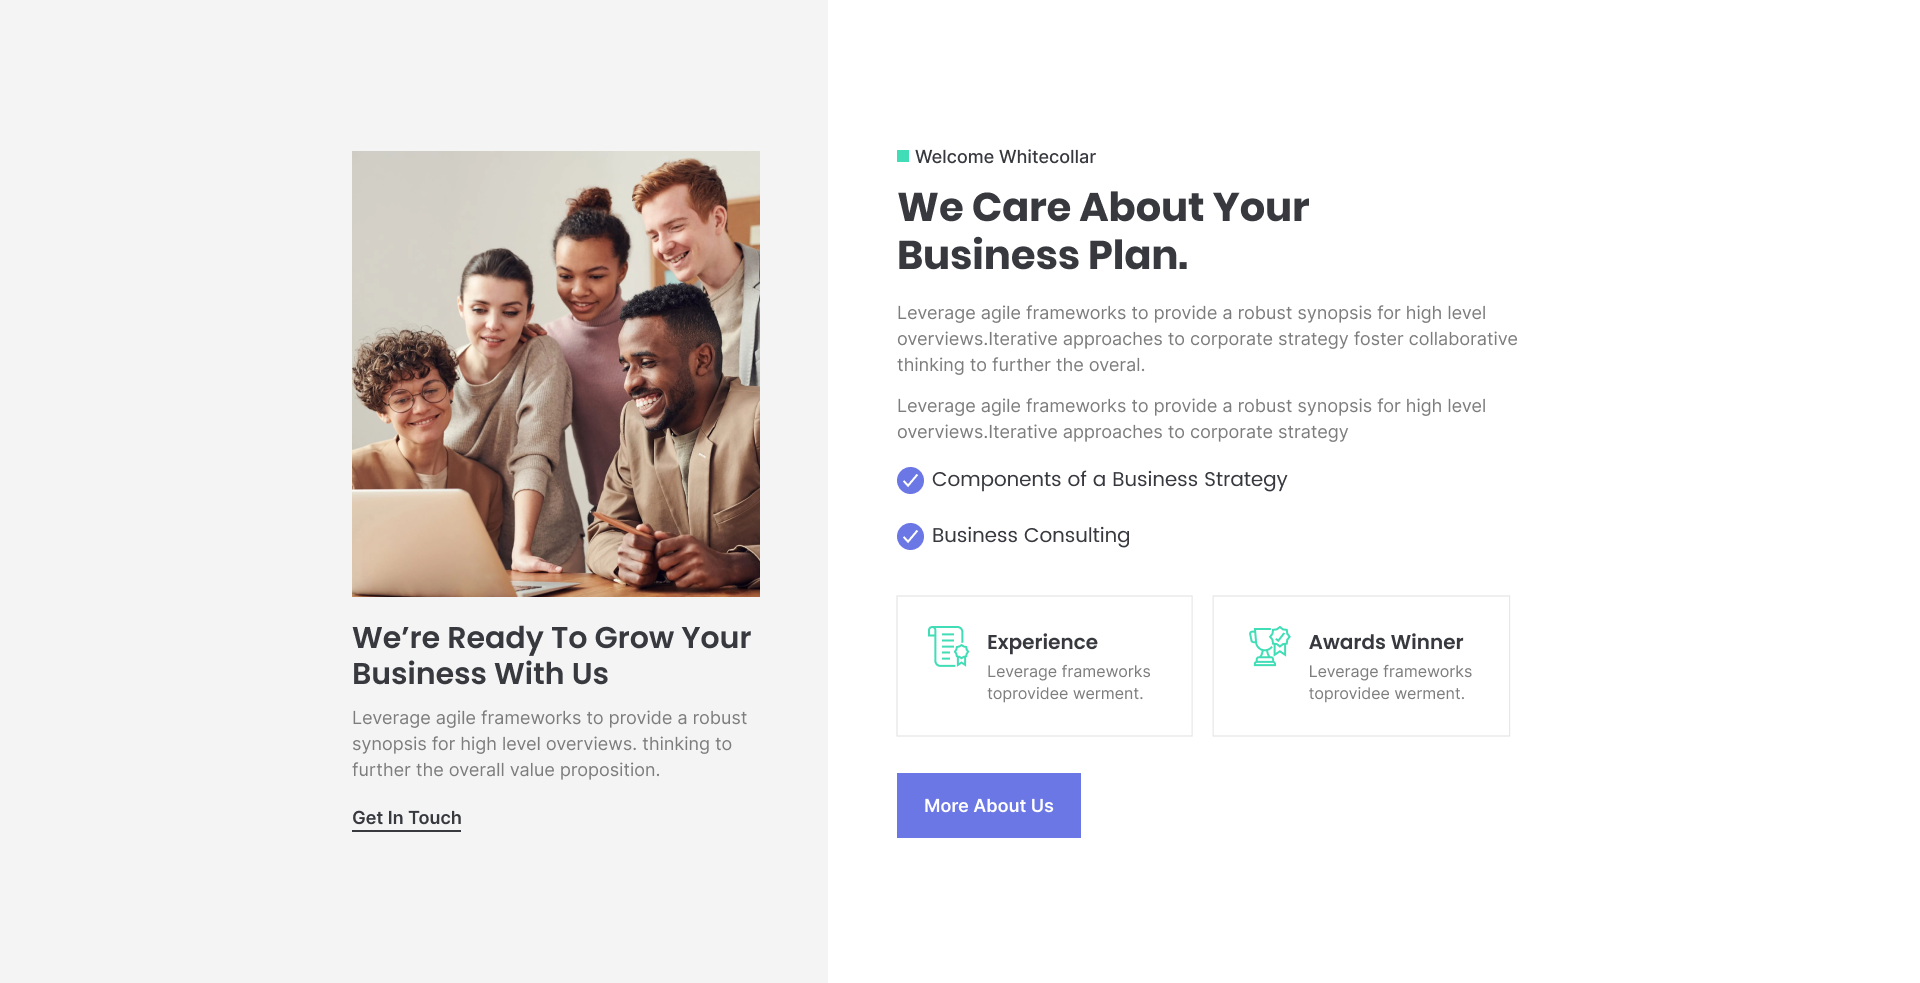 We’re Ready To Grow Your
Business With Us
Leverage agile frameworks to provide a robust
synopsis for high level overviews. thinking to
further the overall value proposition.
Get In Touch
Welcome Whitecollar
We Care About Your
Business Plan.
Leverage agile frameworks to provide a robust synopsis for high level
overviews.Iterative approaches to corporate strategy foster collaborative
thinking to further the overal.
Leverage agile frameworks to provide a robust synopsis for high level
overviews.Iterative approaches to corporate strategy
Components of a Business Strategy
Business Consulting
Experience
Leverage frameworks
toprovidee werment.
Awards Winner
Leverage frameworks
toprovidee werment.
More About Us